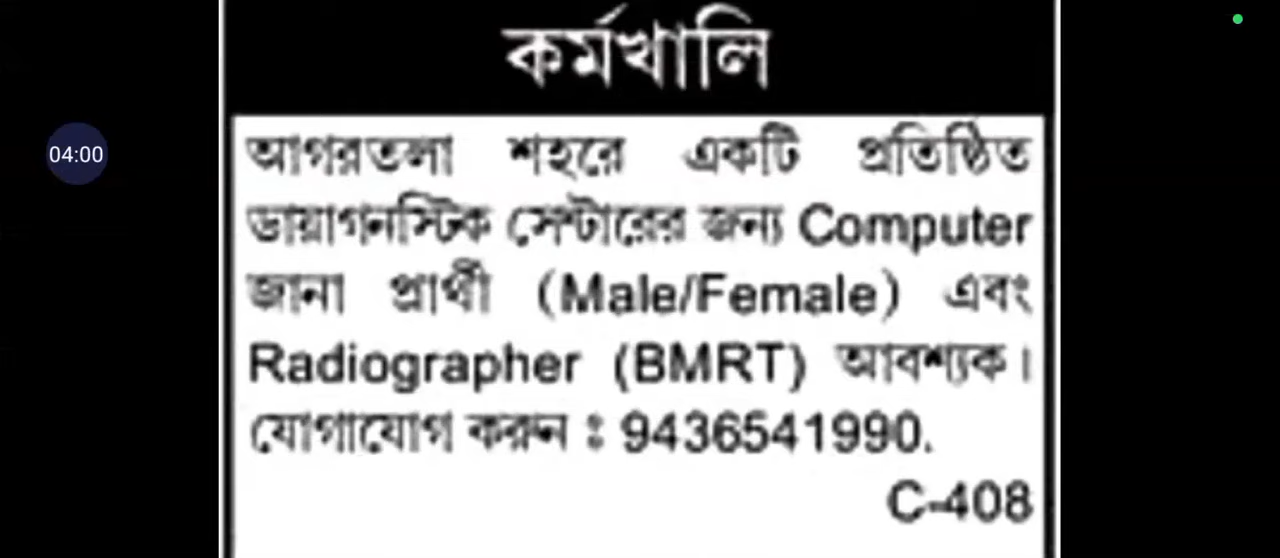 04:00
কর্মখালি
আগরতলা শহরে একটি প্রতিষ্ঠিত
ডায়াগনস্টিক সেন্টারের জন্য Computer
জানা প্রার্থী (Male/Female) এবং
Radiographer (BMRT) আবশ্যক।
যোগাযোগ করুন ঃ 9436541990.
C-408